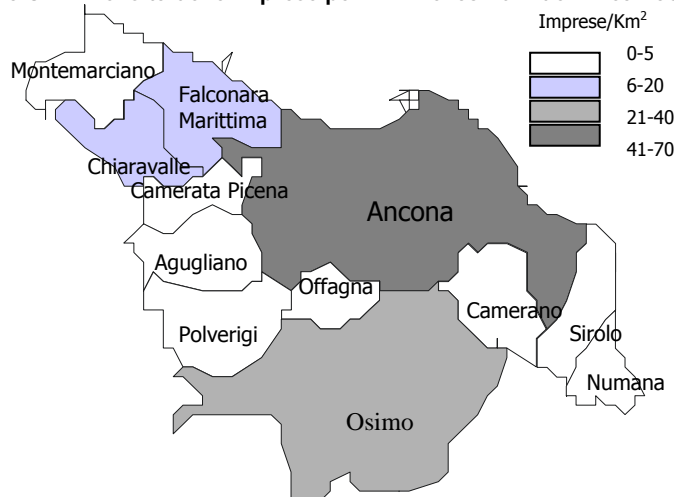 Imprese/Km²
0-5
6-20
21-40
41-70
Montemarciano
Falconara
Marittima
Chiaravalle
Camerata Picena
Ancona
Agugliano
Offagna
Camerano
Polverigi
Sirolo
Numana
Osimo